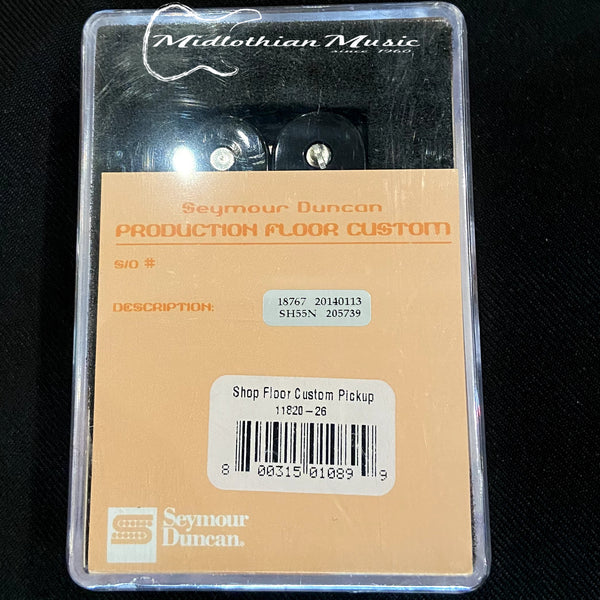 Midlothian Music
since 1960
Seymour Duncan
PRODUCTION FLOOR CUSTOM
S/O #
DESCRIPTION:
18767 20140113
SH55N 205739
Shop Floor Custom Pickup
11820-26
8 00315 01089 9
Seymour
Duncan®